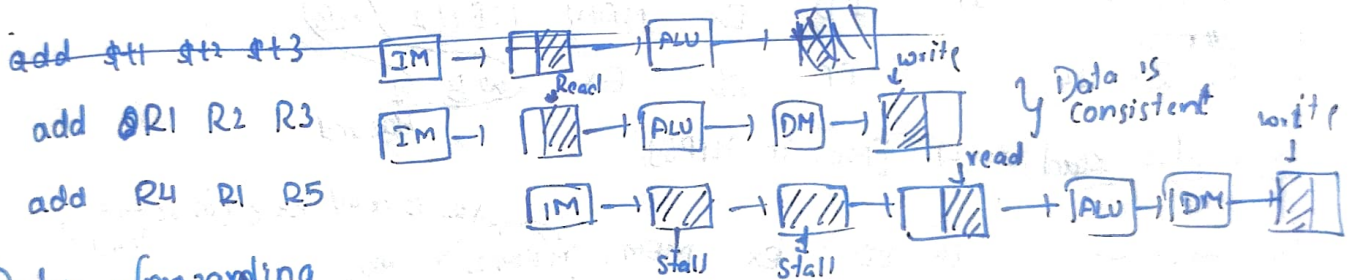 add $t1 $t2 $t3 IM ALU
Read write
add R1 R2 R3 IM ALU DM } Data is
consistent write
read
add R4 R1 R5 IM ALU DM
stall stall
forwarding